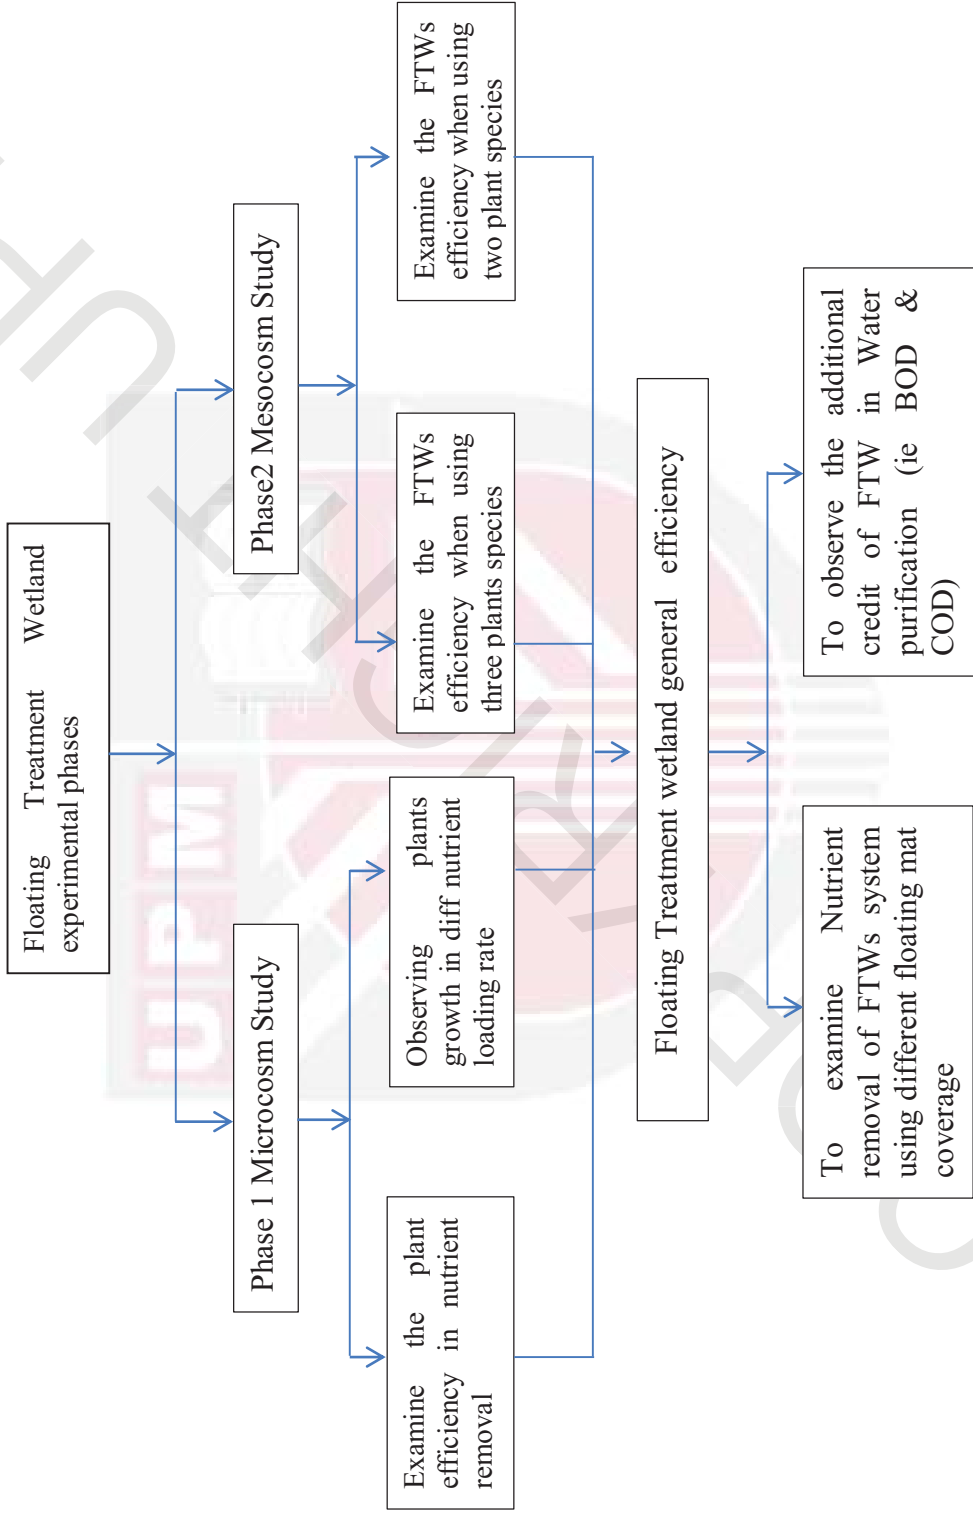 Floating Treatment Wetland
experimental phases
Phase 1 Microcosm Study
Phase2 Mesocosm Study
Examine the plant
efficiency in nutrient
removal
Observing plants
growth in diff nutrient
loading rate
Examine the FTWs
efficiency when using
three plants species
Examine the FTWs
efficiency when using
two plant species
Floating Treatment wetland general efficiency
To examine Nutrient
removal of FTWs system
using different floating mat
coverage
To observe the additional
credit of FTW in Water
purification (ie BOD &
COD)
UPM
COPYRIGHT UP